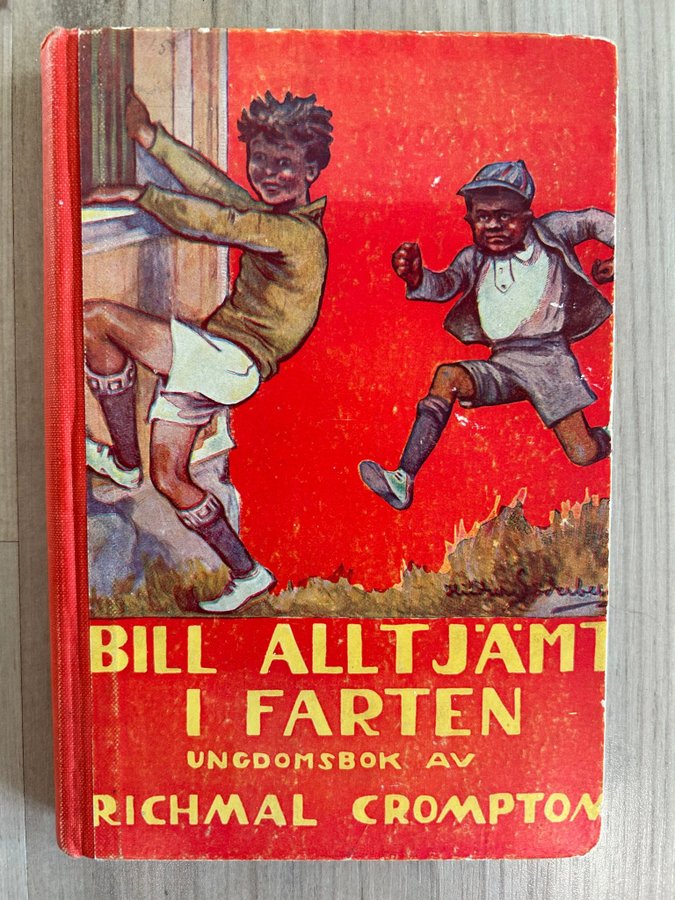 BILL ALLTJÄMT
I FARTEN
UNGDOMSBOK AV
RICHMAL CROMPTON